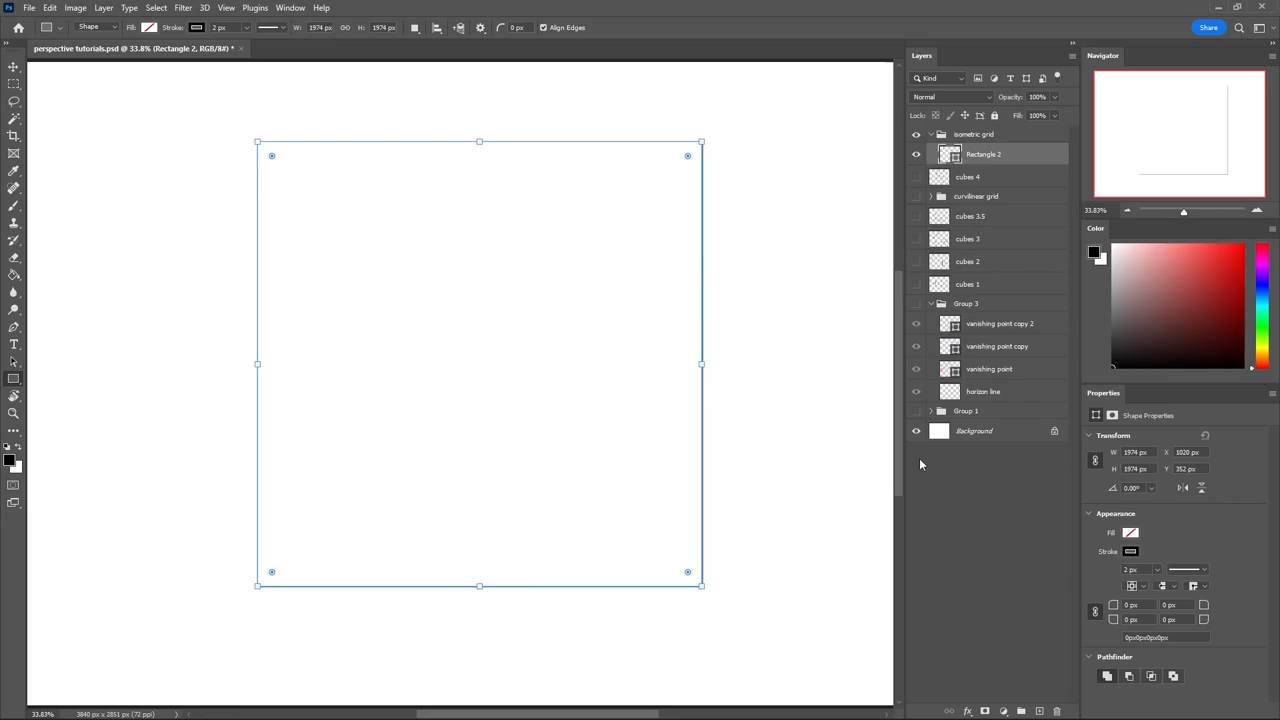 Ps File Edit Image Layer Type Select Filter 3D View Plugins Window Help
Shape Fill: Stroke: 2 px W: 1974 px H: 1974 px 0 px Align Edges Share
perspective tutorials.psd @ 33.8% (Rectangle 2, RGB/8#) * ×
Layers
Kind
Normal Opacity: 100%
Lock: Fill: 100%
isometric grid
Rectangle 2
cubes 4
curvilinear grid
cubes 3.5
cubes 3
cubes 2
cubes 1
Group 3
vanishing point copy 2
vanishing point copy
vanishing point
horizon line
Group 1
Background
Navigator
33.83%
Color
Properties
Shape Properties
Transform
W 1974 px X 1020 px
H 1974 px Y 352 px
0.00°
Appearance
Fill
Stroke
2 px
0 px 0 px
0 px 0 px
0px0px0px0px
Pathfinder
33.83% 3840 px x 2851 px (72 ppi)
fx